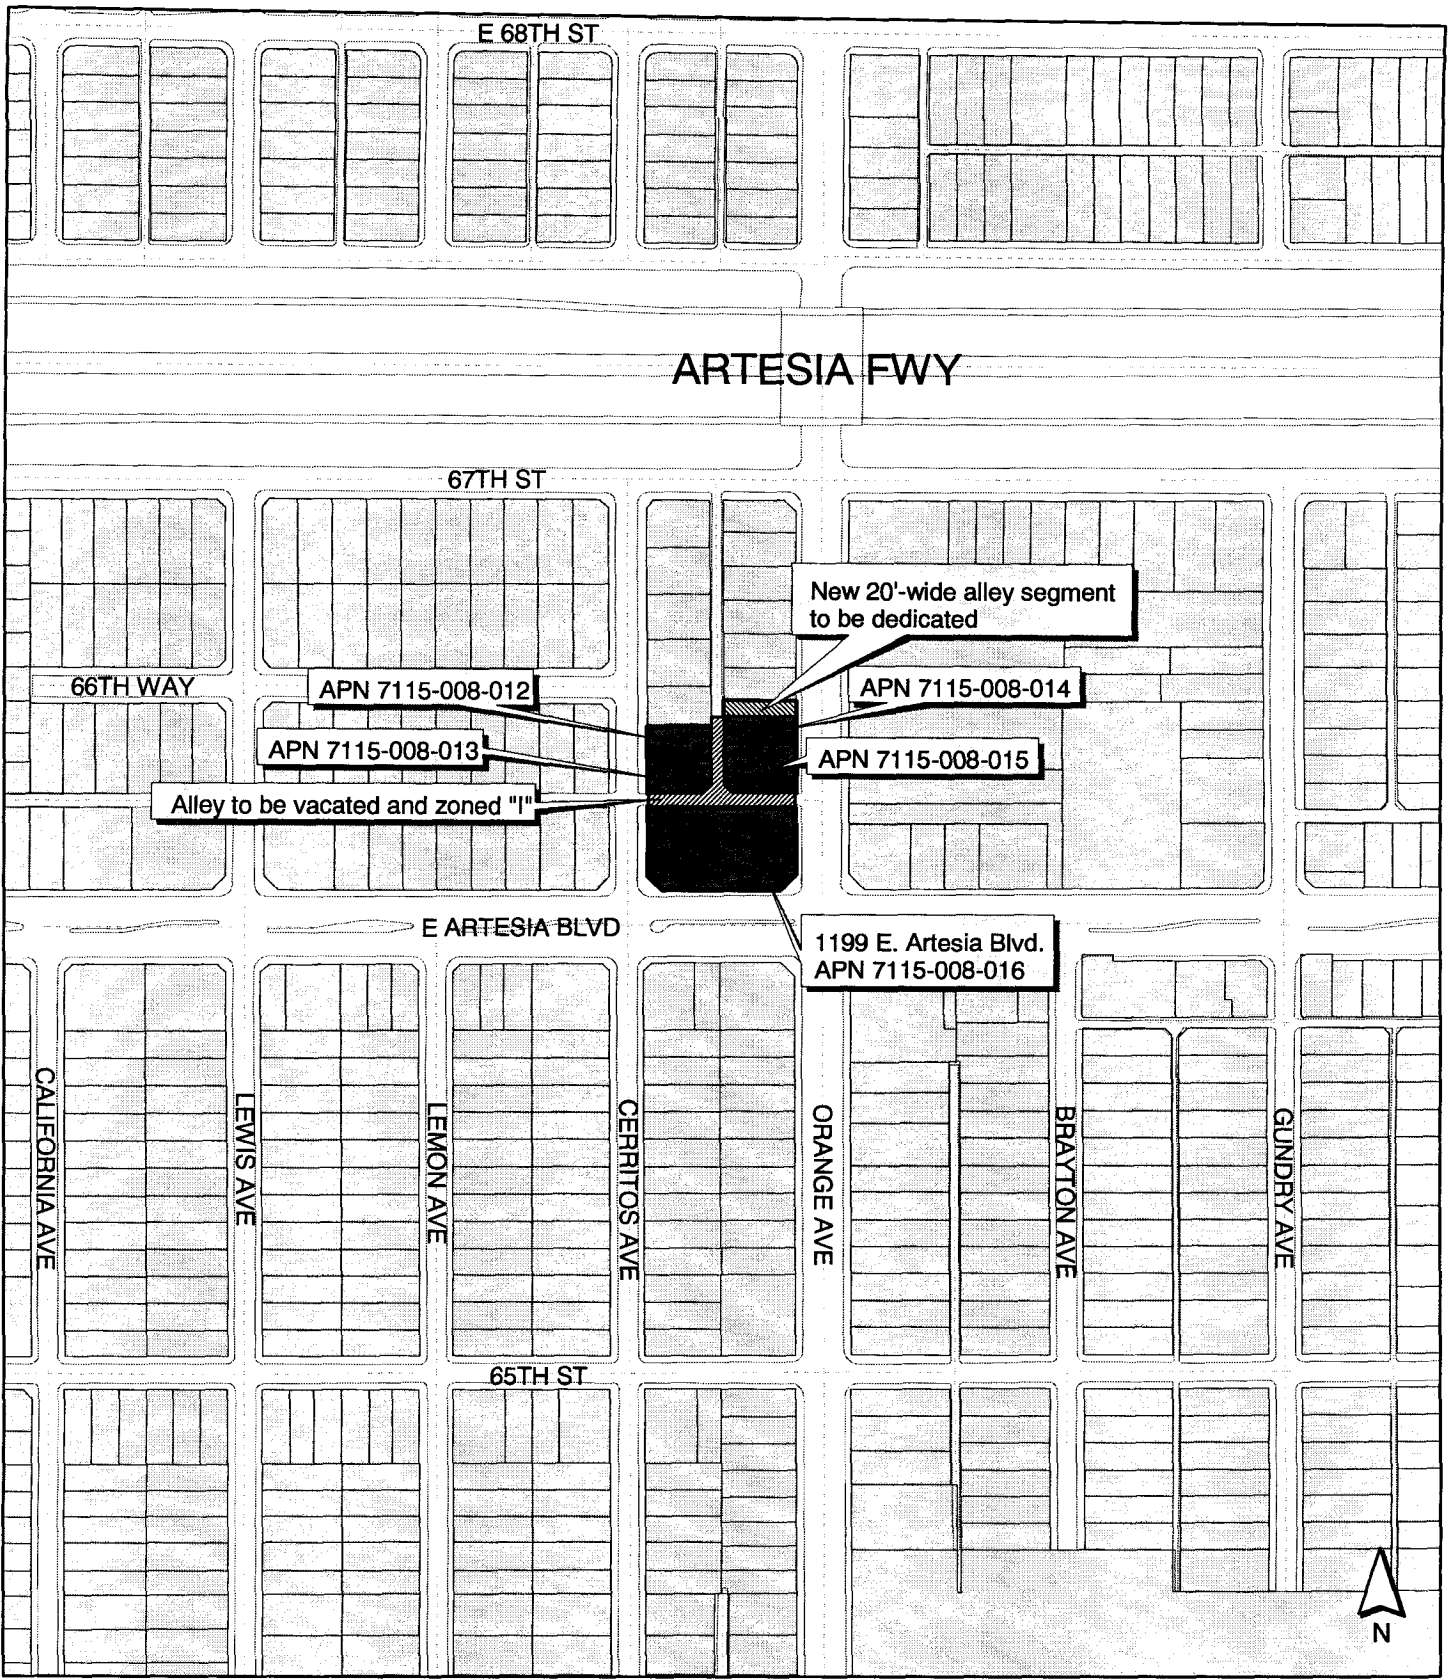 E 68TH ST
ARTESIA FWY
67TH ST
New 20'-wide alley segment
to be dedicated
66TH WAY
APN 7115-008-012
APN 7115-008-014
APN 7115-008-013
APN 7115-008-015
Alley to be vacated and zoned "I"
E ARTESIA BLVD
1199 E. Artesia Blvd.
APN 7115-008-016
CALIFORNIA AVE
LEWIS AVE
LEMON AVE
CERRITOS AVE
ORANGE AVE
BRAYTON AVE
GUNDRY AVE
65TH ST
N